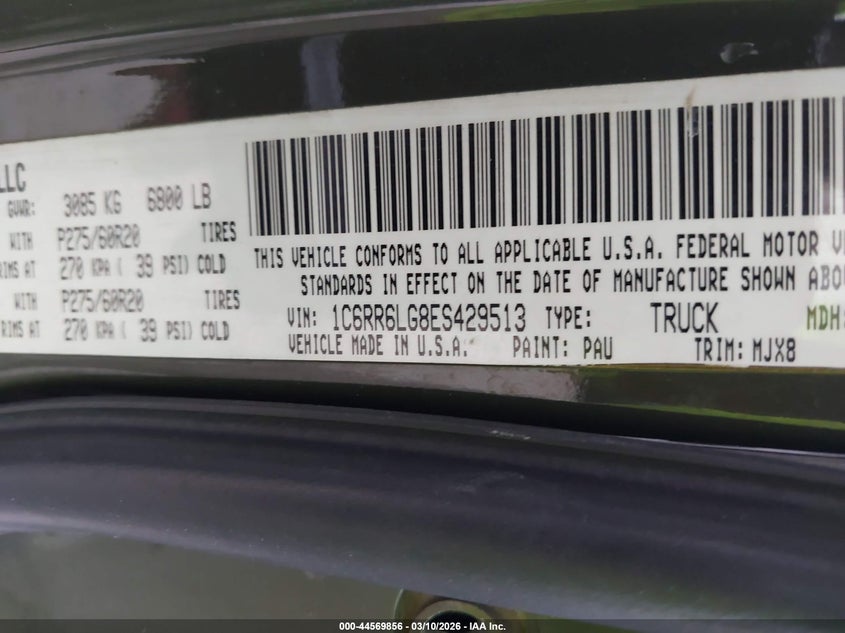 LLC
GVWR: 3085 KG 6800 LB
WITH P275/60R20 TIRES
RIMS AT 270 KPA ( 39 PSI) COLD
WITH P275/60R20 TIRES
RIMS AT 270 KPA ( 39 PSI) COLD
THIS VEHICLE CONFORMS TO ALL APPLICABLE U.S.A. FEDERAL MOTOR VE
STANDARDS IN EFFECT ON THE DATE OF MANUFACTURE SHOWN ABO
VIN: 1C6RR6LG8ES429513 TYPE: TRUCK MDH:
VEHICLE MADE IN U.S.A. PAINT: PAU TRIM: MJX8
000-44569856 — 03/10/2026 — IAA Inc.